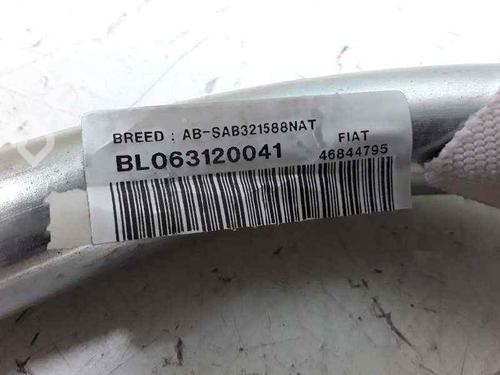 BREED : AB-SAB321588NAT
FIAT
BL063120041
46844795